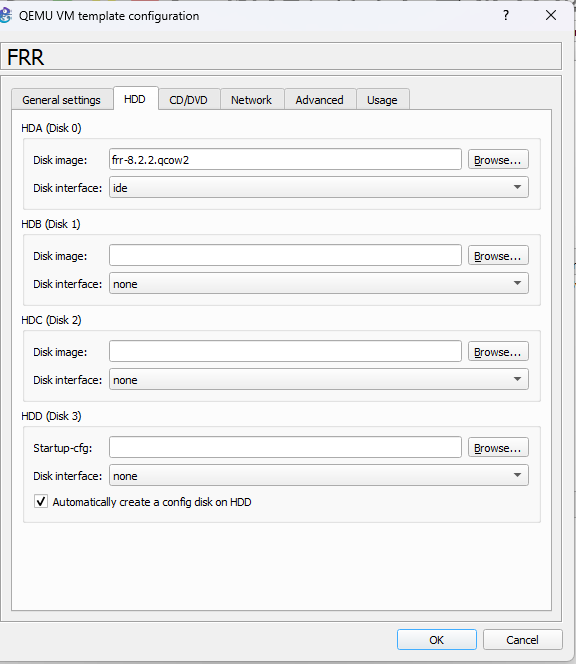 QEMU VM template configuration
?
FRR
General settings
HDD
CD/DVD
Network
Advanced
Usage
HDA (Disk 0)
Disk image:
frr-8.2.2.qcow2
Browse...
Disk interface:
ide
HDB (Disk 1)
Disk image:
Browse...
Disk interface:
none
HDC (Disk 2)
Disk image:
Browse...
Disk interface:
none
HDD (Disk 3)
Startup-cfg:
Browse...
Disk interface:
none
Automatically create a config disk on HDD
OK
Cancel